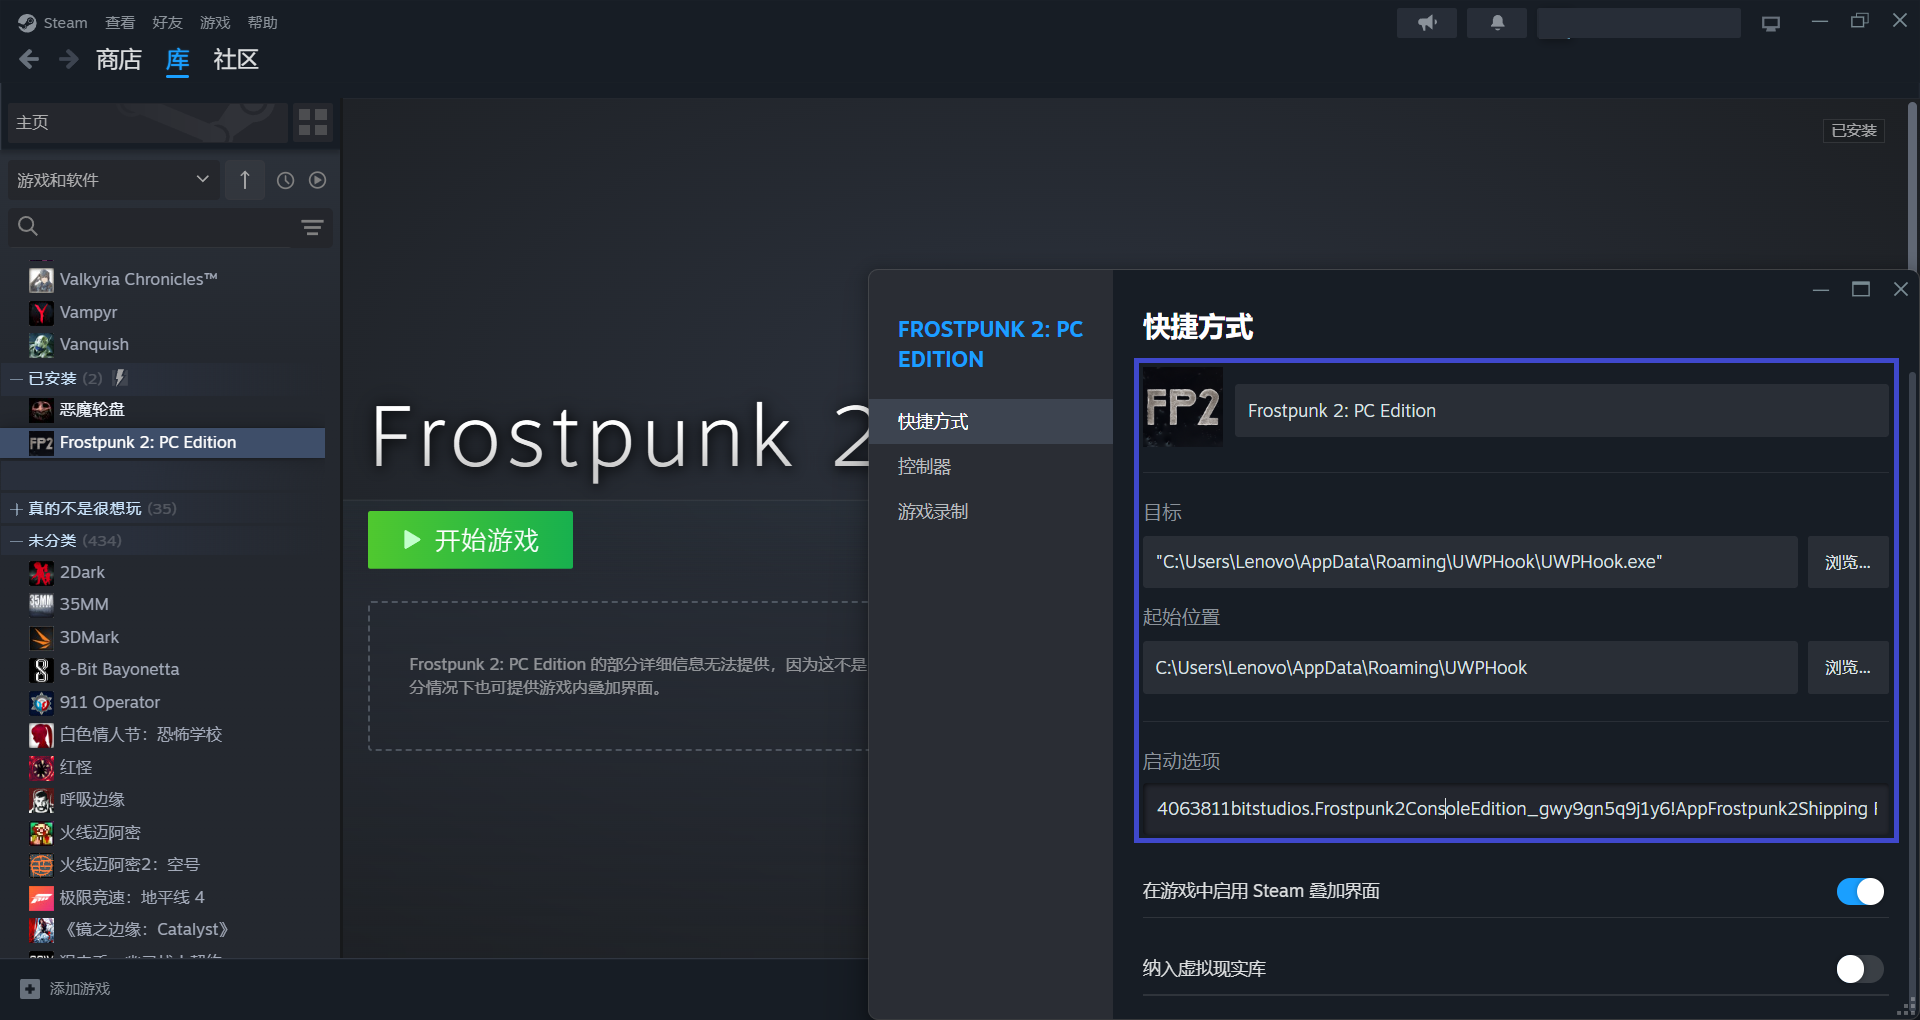 Steam 查看 好友 游戏 帮助
商店 库 社区
主页
游戏和软件
Valkyria Chronicles™
Vampyr
Vanquish
已安装 (2)
恶魔轮盘
FP2 Frostpunk 2: PC Edition
真的不是很想玩 (35)
未分类 (434)
2Dark
35MM 35MM
3DMark
8-Bit Bayonetta
911 Operator
白色情人节：恐怖学校
红怪
呼吸边缘
火线迈阿密
火线迈阿密2：空号
极限竞速：地平线 4
《镜之边缘：Catalyst》
添加游戏
已安装
Frostpunk 2
开始游戏
Frostpunk 2: PC Edition 的部分详细信息无法提供，因为这不是
分情况下也可提供游戏内叠加界面。
FROSTPUNK 2: PC
EDITION
快捷方式
控制器
游戏录制
快捷方式
FP2
Frostpunk 2: PC Edition
目标
"C:\Users\Lenovo\AppData\Roaming\UWPHook\UWPHook.exe"
浏览...
起始位置
C:\Users\Lenovo\AppData\Roaming\UWPHook
浏览...
启动选项
4063811bitstudios.Frostpunk2ConsoleEdition_gwy9gn5q9j1y6!AppFrostpunk2Shipping
在游戏中启用 Steam 叠加界面
纳入虚拟现实库